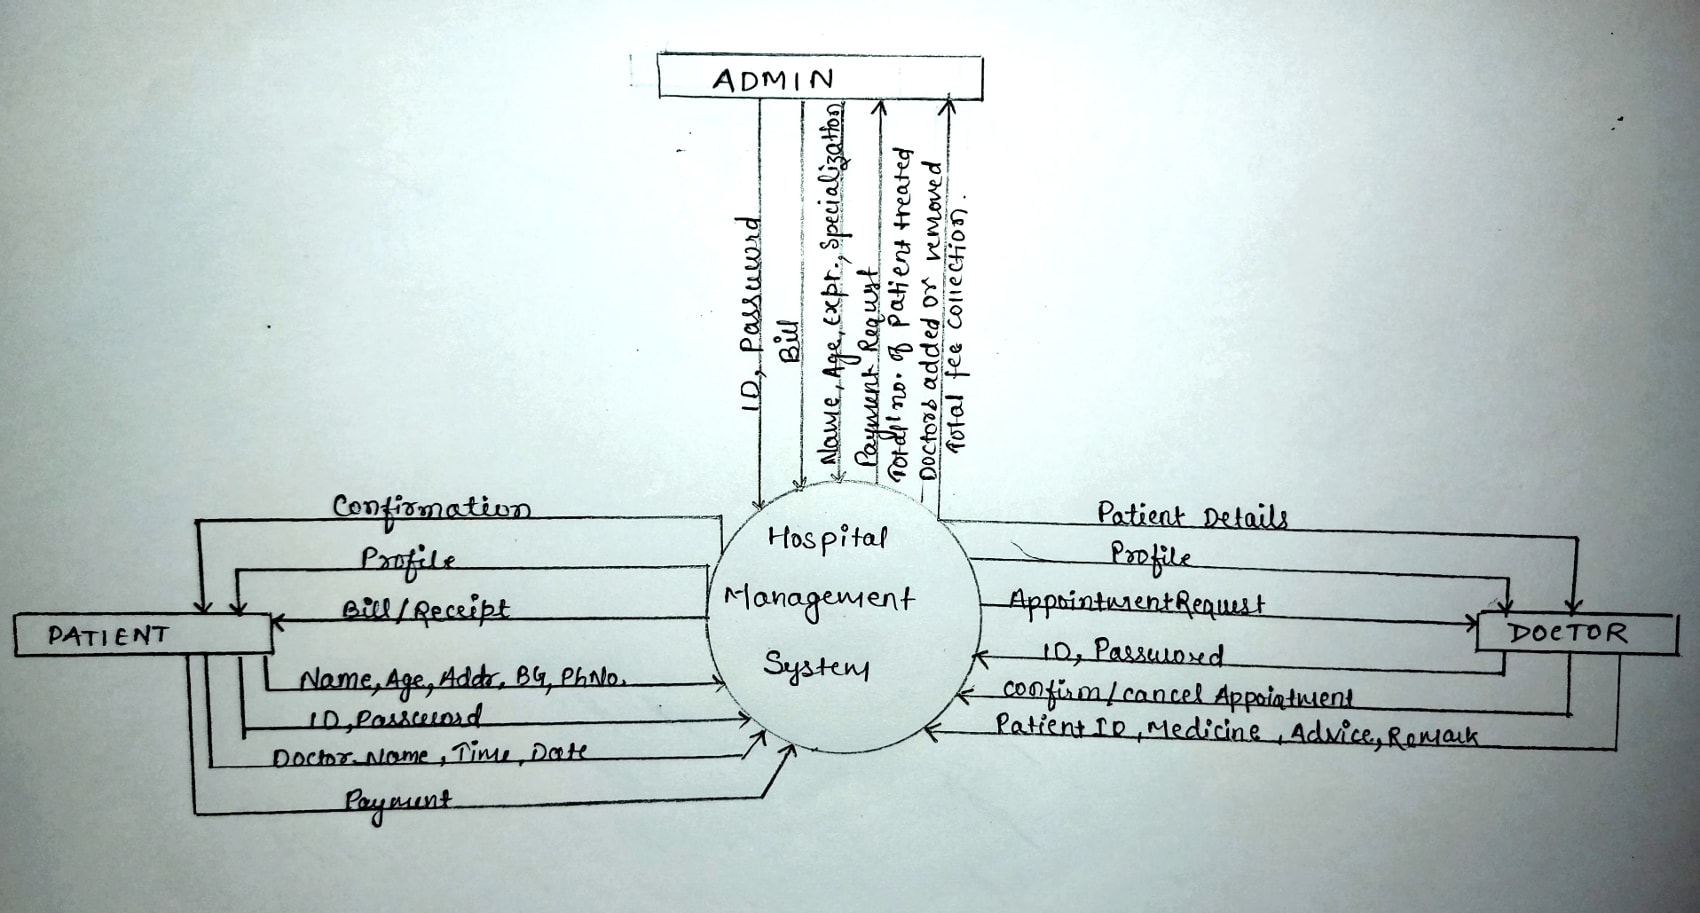 ADMIN
ID, Password
Bill
Name, Age, Expr., Specialization
Payment Request
Total no. of Patient treated
Doctors added or removed
Total fee collection.
Confirmation
Profile
Bill/Receipt
PATIENT
Name, Age, Addr, BG, PhNo.
ID, Password
Doctor Name, Time, Date
Payment
Hospital
Management
System
Patient Details
Profile
Appointment Request
DOCTOR
ID, Password
Confirm/cancel Appointment
Patient ID, Medicine, Advice, Remark